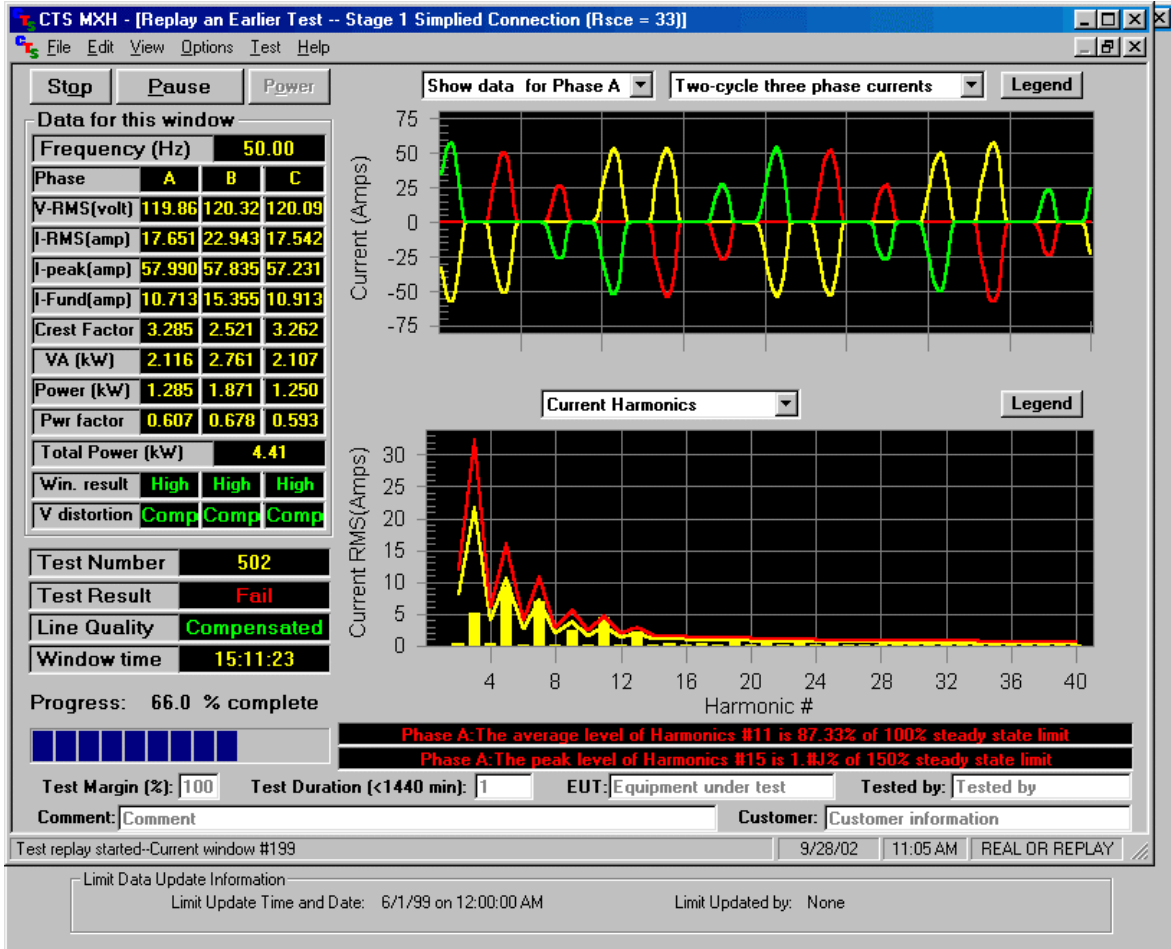 CTS MXH - [Replay an Earlier Test -- Stage 1 Simplied Connection (Rsce = 33)]
CTS File Edit View Options Test Help
Stop Pause Power
Show data for Phase A Two-cycle three phase currents Legend
Data for this window
Frequency (Hz) 50.00
Phase A B C
V-RMS(volt) 119.86 120.32 120.09
I-RMS(amp) 17.651 22.943 17.542
I-peak(amp) 57.990 57.835 57.231
I-Fund(amp) 10.713 15.355 10.913
Crest Factor 3.285 2.521 3.262
VA (kW) 2.116 2.761 2.107
Power (kW) 1.285 1.871 1.250
Pwr factor 0.607 0.678 0.593
Total Power (kW) 4.41
Win. result High High High
V distortion Comp Comp Comp
Test Number 502
Test Result Fail
Line Quality Compensated
Window time 15:11:23
Progress: 66.0 % complete
Current (Amps)
75
50
25
0
-25
-50
-75
Current Harmonics Legend
Current RMS(Amps)
30
25
20
15
10
5
0
4 8 12 16 20 24 28 32 36 40
Harmonic #
Phase A:The average level of Harmonics #11 is 87.33% of 100% steady state limit
Phase A:The peak level of Harmonics #15 is 1.#J% of 150% steady state limit
Test Margin (%): 100 Test Duration (<1440 min): 1 EUT: Equipment under test Tested by: Tested by
Comment: Comment Customer: Customer information
Test replay started--Current window #199 9/28/02 11:05 AM REAL OR REPLAY
Limit Data Update Information
Limit Update Time and Date: 6/1/99 on 12:00:00 AM Limit Updated by: None